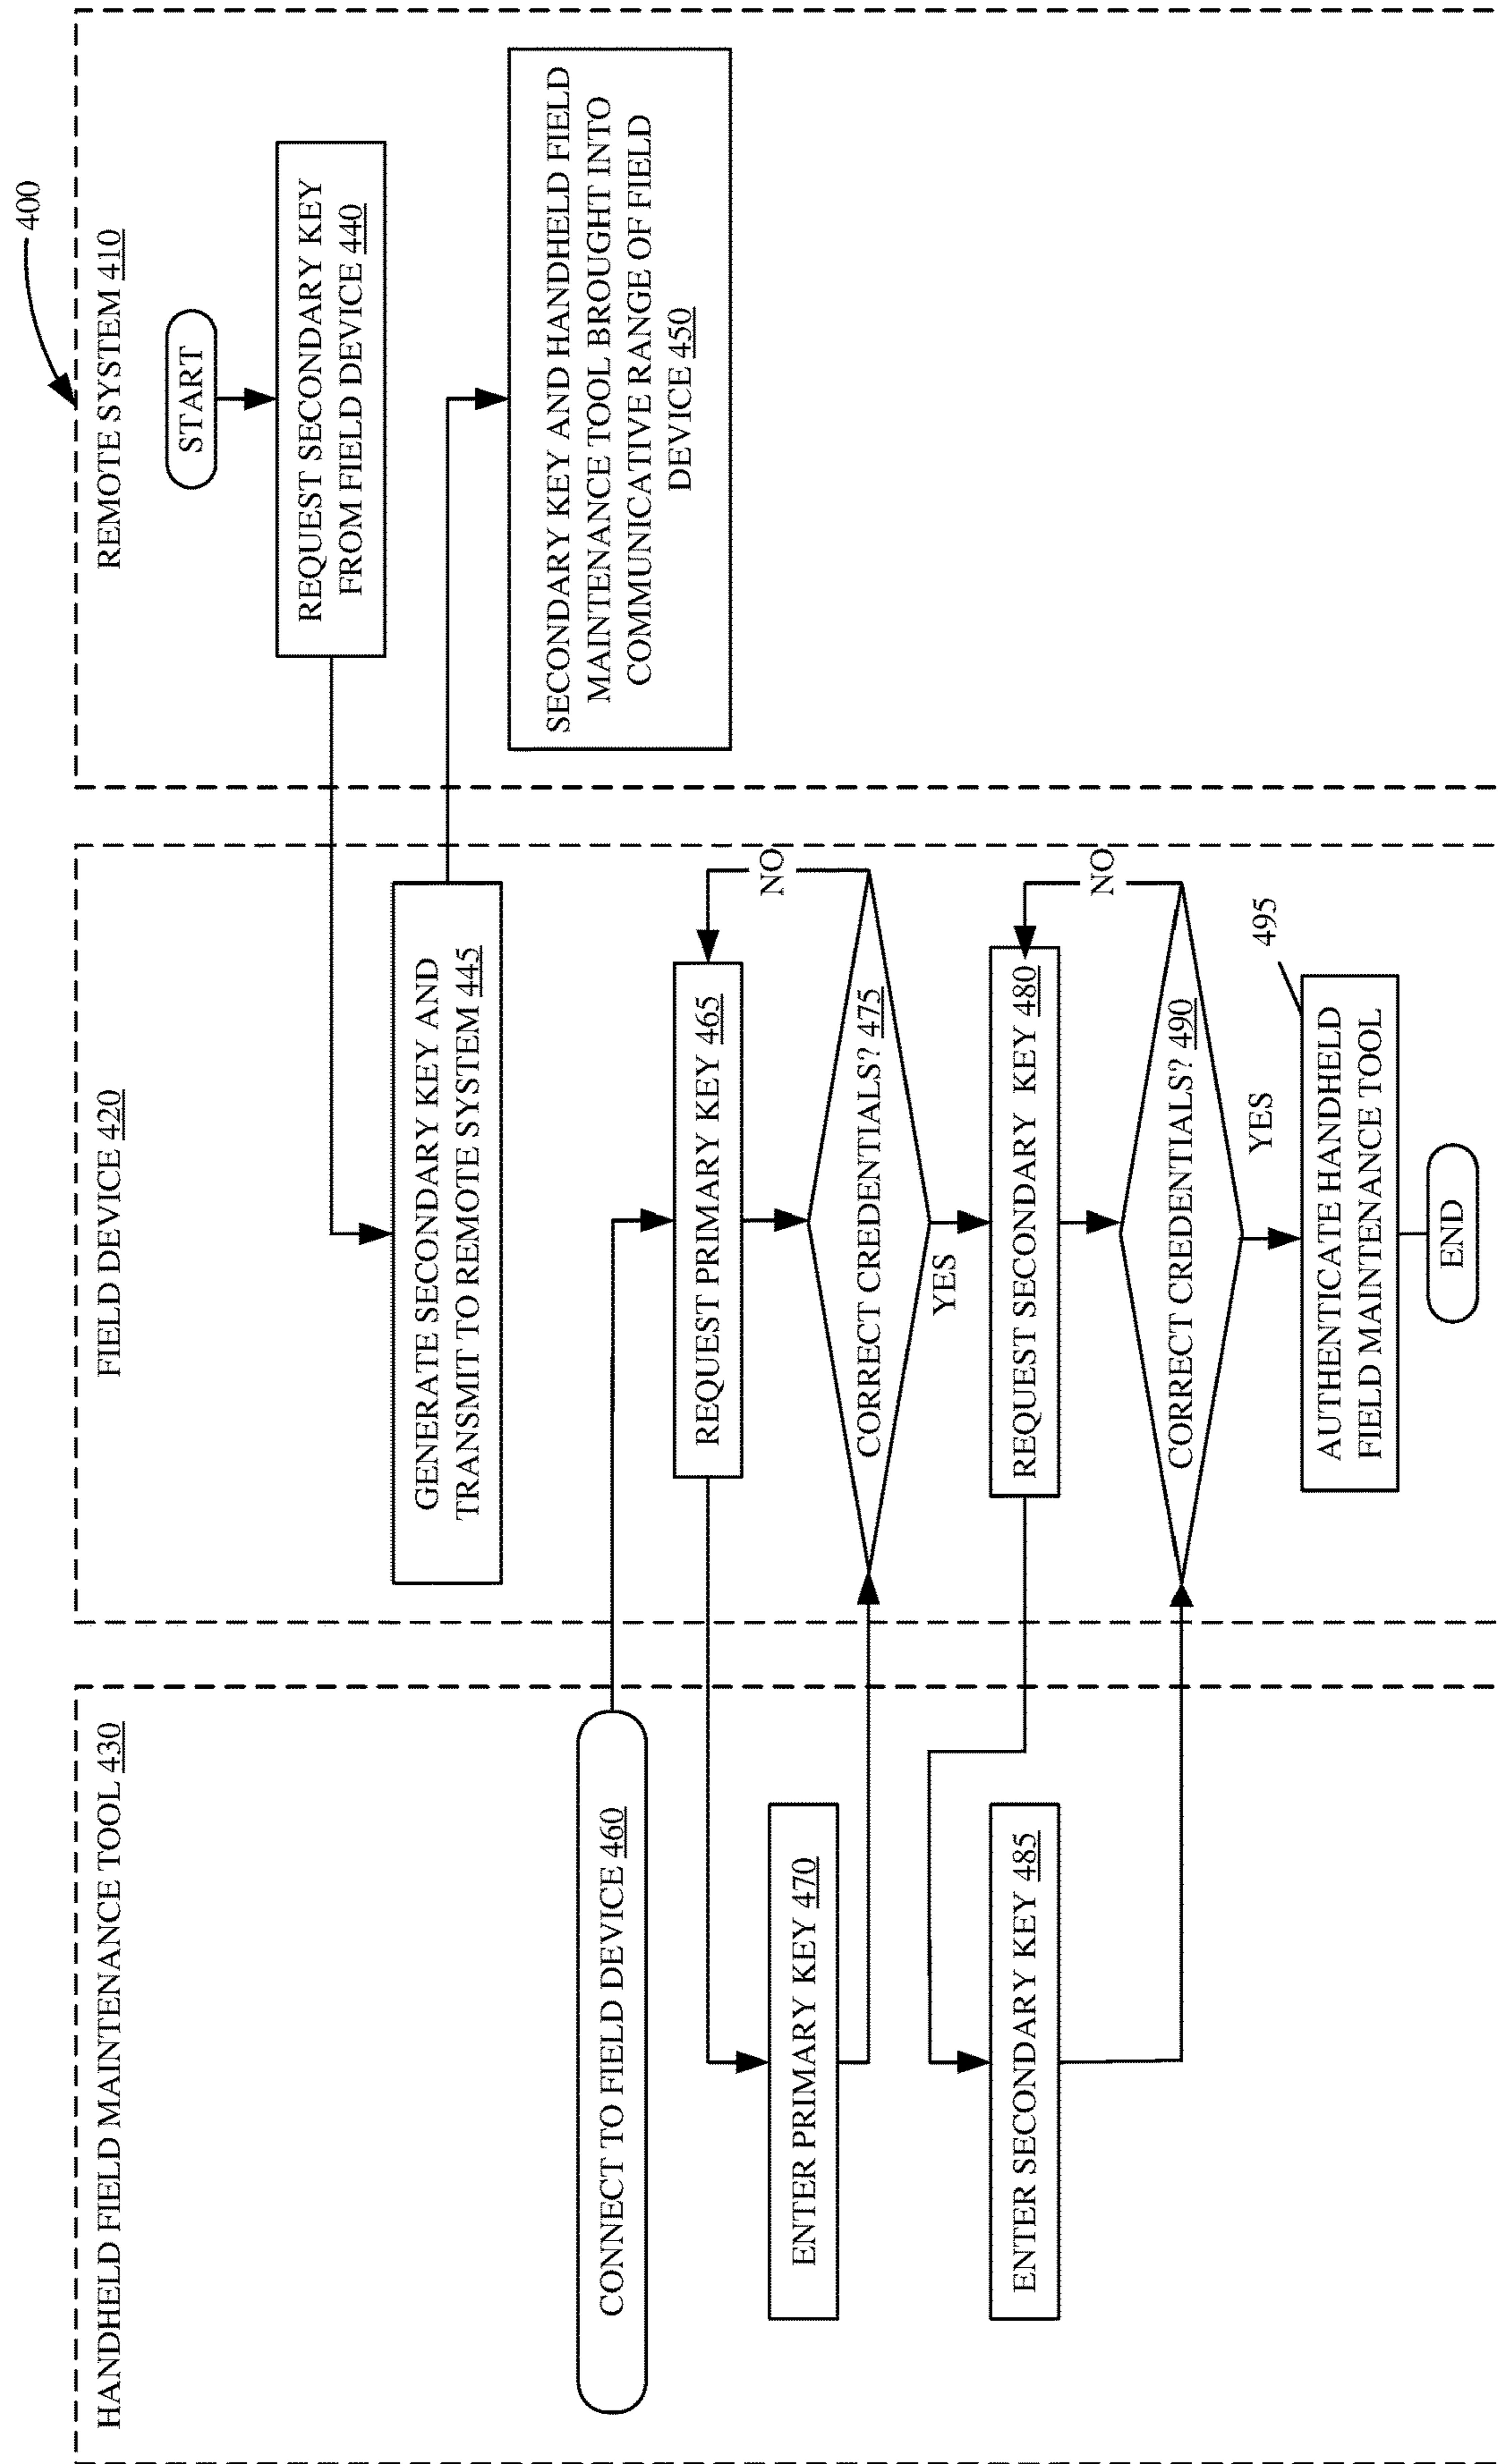 400
HANDHELD FIELD MAINTENANCE TOOL 430
FIELD DEVICE 420
REMOTE SYSTEM 410
START
REQUEST SECONDARY KEY
FROM FIELD DEVICE 440
GENERATE SECONDARY KEY AND
TRANSMIT TO REMOTE SYSTEM 445
SECONDARY KEY AND HANDHELD FIELD
MAINTENANCE TOOL BROUGHT INTO
COMMUNICATIVE RANGE OF FIELD
DEVICE 450
CONNECT TO FIELD DEVICE 460
REQUEST PRIMARY KEY 465
NO
ENTER PRIMARY KEY 470
CORRECT CREDENTIALS? 475
YES
REQUEST SECONDARY KEY 480
NO
ENTER SECONDARY KEY 485
CORRECT CREDENTIALS? 490
YES
495
AUTHENTICATE HANDHELD
FIELD MAINTENANCE TOOL
END